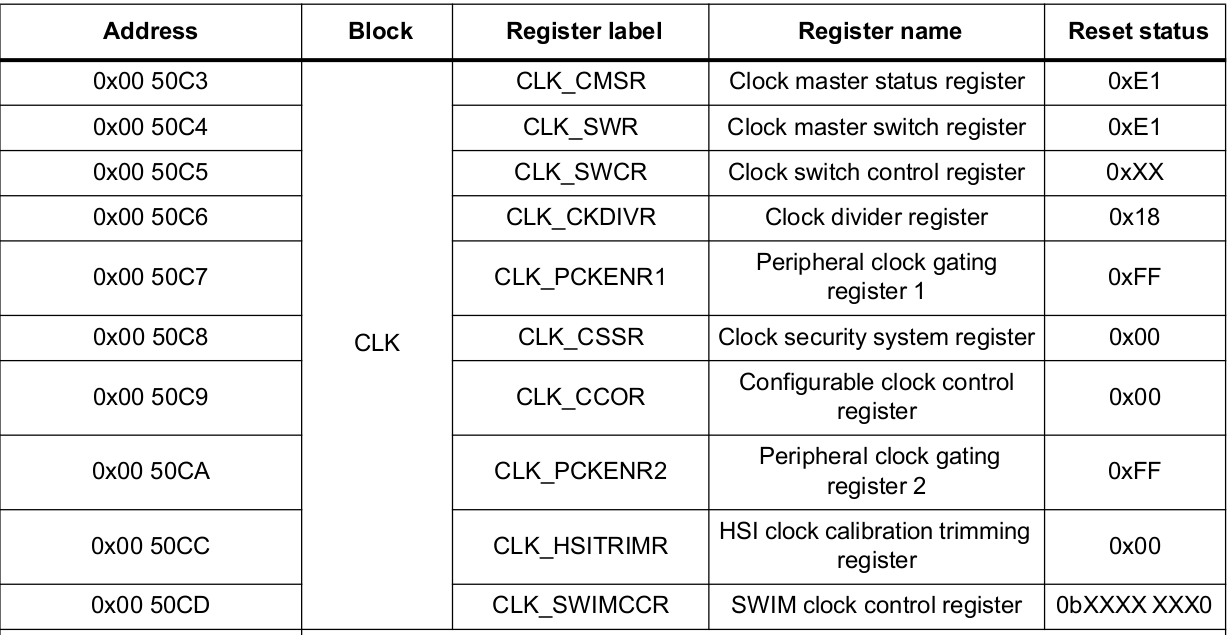 Address Block Register label Register name Reset status
0x00 50C3 CLK_CMSR Clock master status register 0xE1
0x00 50C4 CLK_SWR Clock master switch register 0xE1
0x00 50C5 CLK_SWCR Clock switch control register 0xXX
0x00 50C6 CLK_CKDIVR Clock divider register 0x18
0x00 50C7 CLK_PCKENR1 Peripheral clock gating
register 1 0xFF
0x00 50C8 CLK CLK_CSSR Clock security system register 0x00
0x00 50C9 CLK_CCOR Configurable clock control
register 0x00
0x00 50CA CLK_PCKENR2 Peripheral clock gating
register 2 0xFF
0x00 50CC CLK_HSITRIMR HSI clock calibration trimming
register 0x00
0x00 50CD CLK_SWIMCCR SWIM clock control register 0bXXXX XXX0